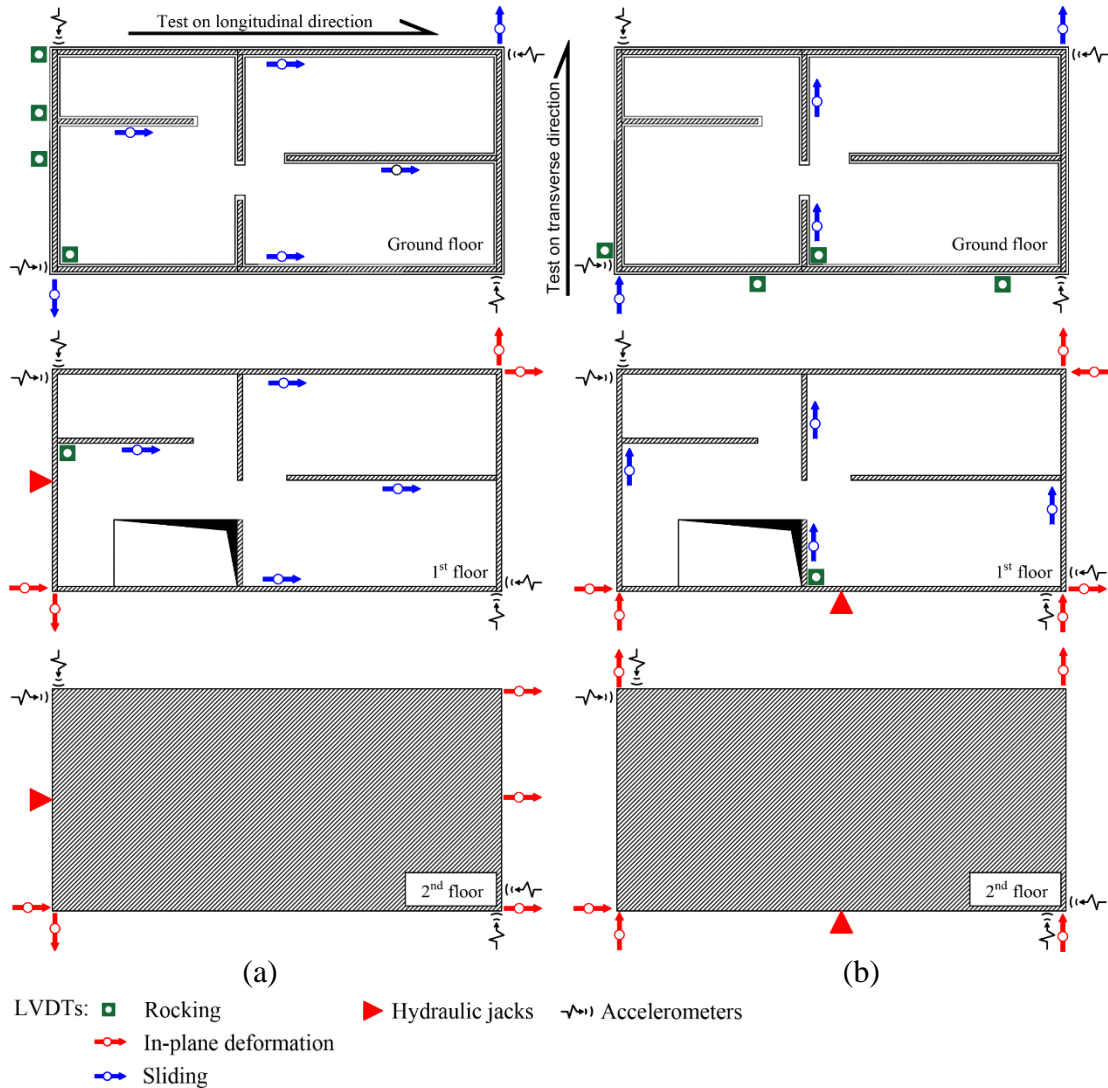 Test on longitudinal direction
Ground floor
Test on transverse direction
Ground floor
1st floor
1st floor
2nd floor
2nd floor
(a)
(b)
LVDTs:
Rocking
Hydraulic jacks
Accelerometers
In-plane deformation
Sliding